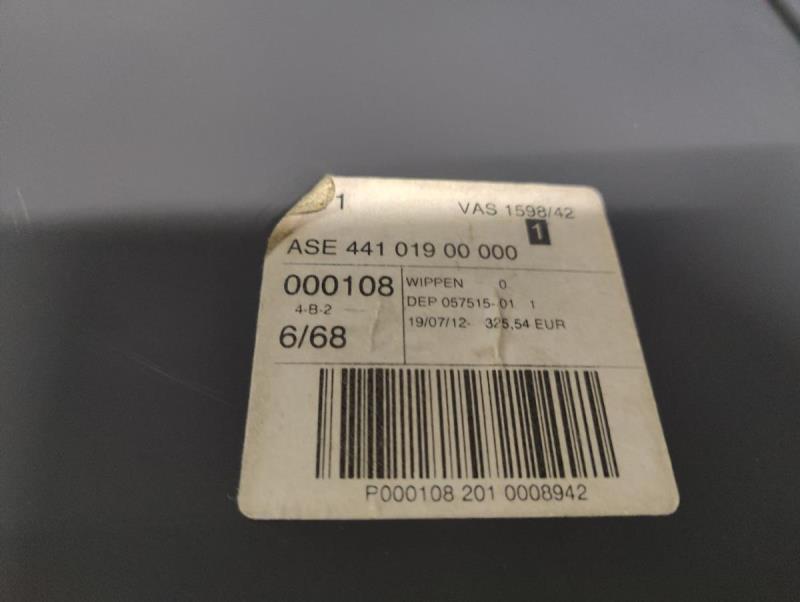 1 VAS 1598/42
1
ASE 441 019 00 000
000108 WIPPEN 0
4-B-2 DEP 057515-01 1
6/68 19/07/12- 325,54 EUR
P000108 201 0008942